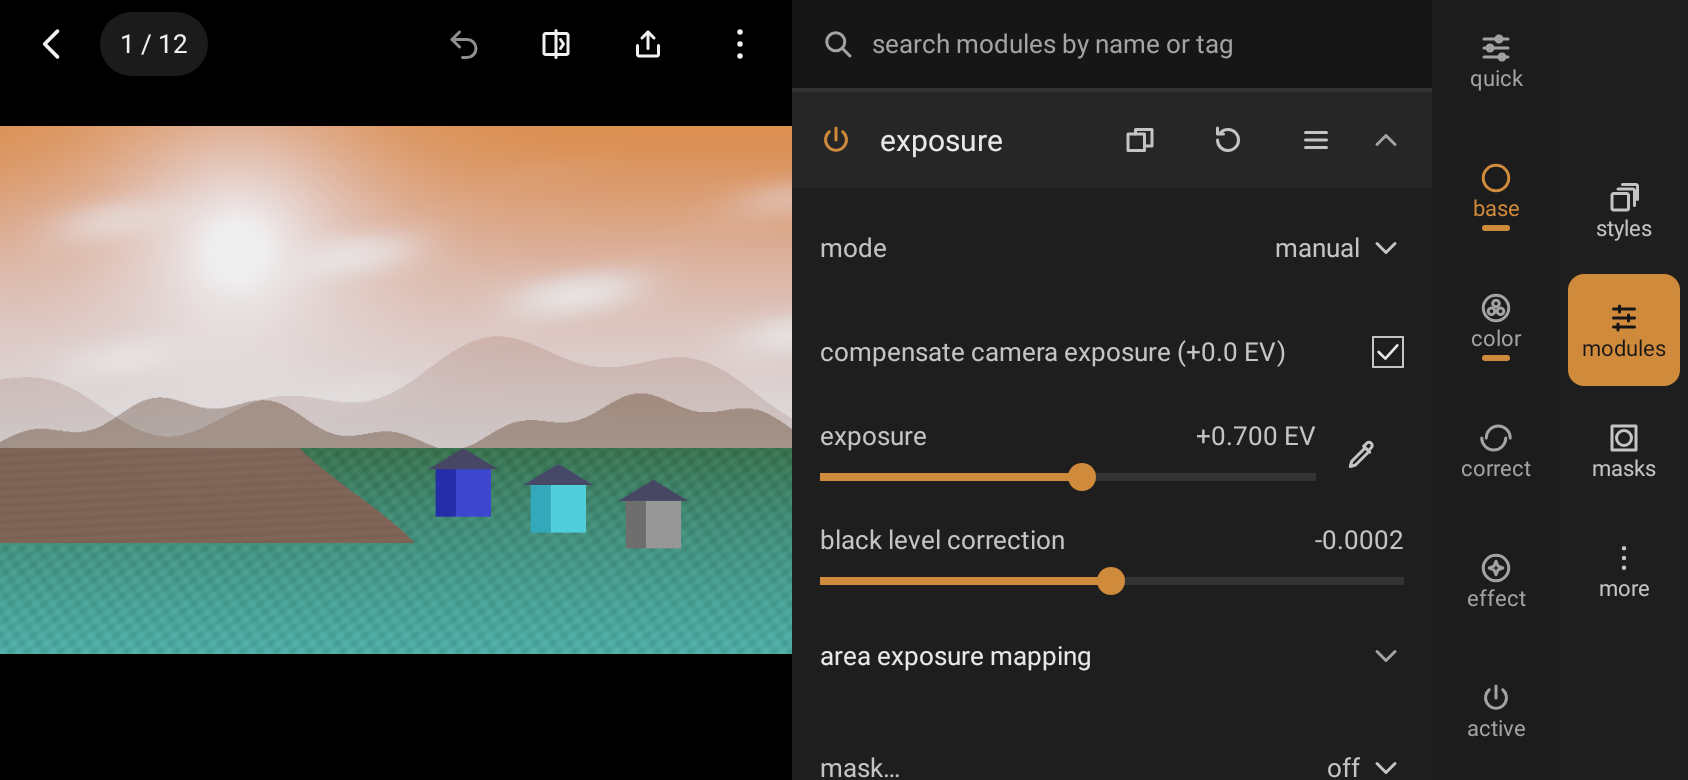 1 / 12
search modules by name or tag
exposure
mode
manual
compensate camera exposure (+0.0 EV)
exposure
+0.700 EV
black level correction
-0.0002
area exposure mapping
mask...
off
quick
base
color
correct
effect
active
styles
modules
masks
more